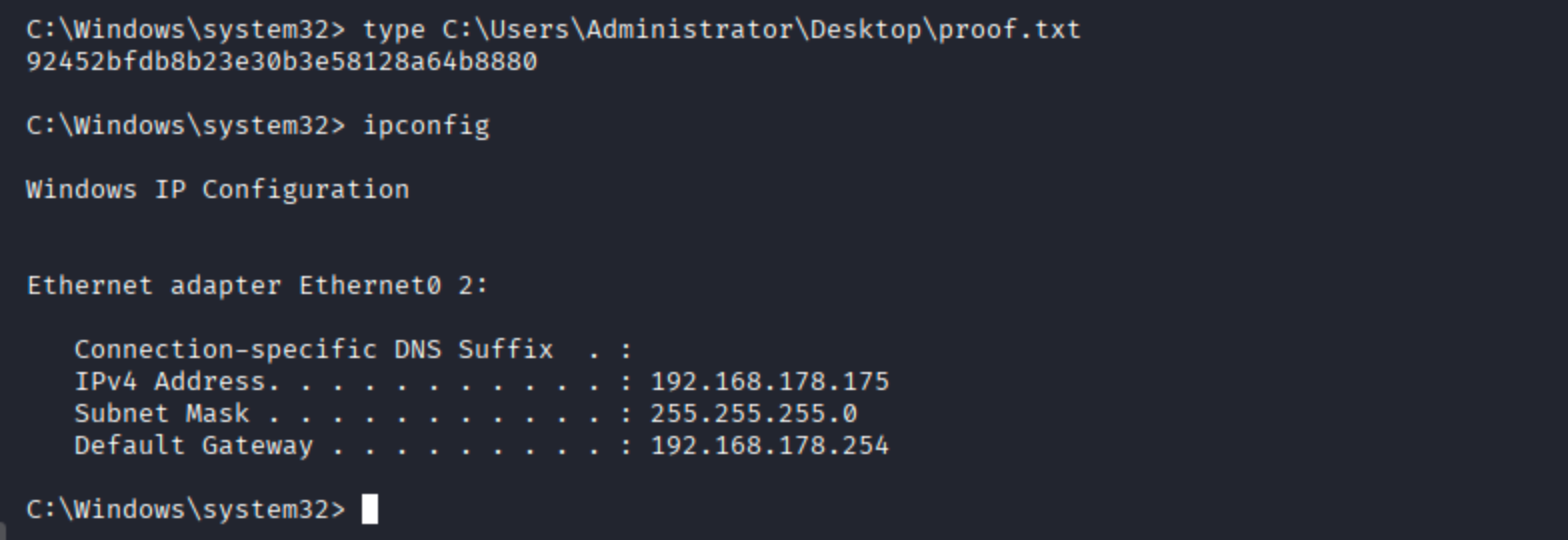 C:\Windows\system32> type C:\Users\Administrator\Desktop\proof.txt
92452bfdb8b23e30b3e58128a64b8880
C:\Windows\system32> ipconfig
Windows IP Configuration
Ethernet adapter Ethernet0 2:
   Connection-specific DNS Suffix  . :
   IPv4 Address. . . . . . . . . . . : 192.168.178.175
   Subnet Mask . . . . . . . . . . . : 255.255.255.0
   Default Gateway . . . . . . . . . : 192.168.178.254
C:\Windows\system32>